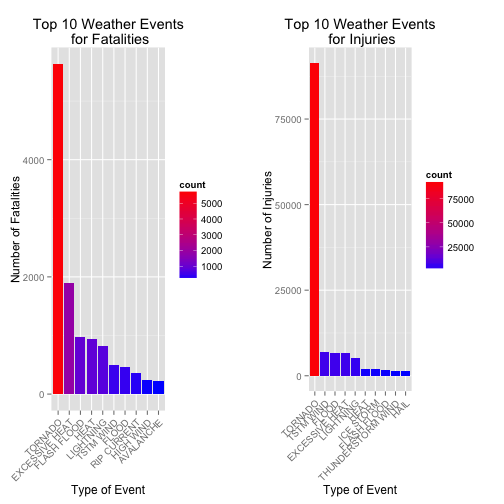 Top 10 Weather Events
for Fatalities
Number of Fatalities
4000
2000
0
TORNADO
EXCESSIVE HEAT
FLASH FLOOD
HEAT
LIGHTNING
TSTM WIND
FLOOD
RIP CURRENT
HIGH WIND
AVALANCHE
Type of Event
count
5000
4000
3000
2000
1000
Top 10 Weather Events
for Injuries
Number of Injuries
75000
50000
25000
0
TORNADO
TSTM WIND
FLOOD
EXCESSIVE HEAT
LIGHTNING
HEAT
ICE STORM
FLASH FLOOD
THUNDERSTORM WIND
HAIL
Type of Event
count
75000
50000
25000